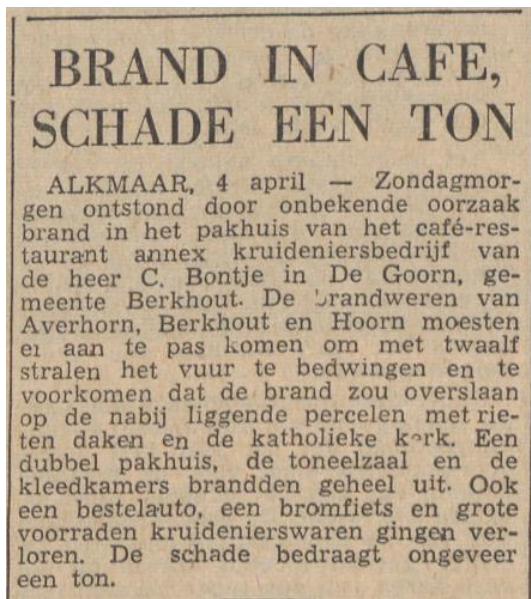 BRAND IN CAFE,
SCHADE EEN TON
ALKMAAR, 4 april — Zondagmor-
gen ontstond door onbekende oorzaak
brand in het pakhuis van het café-res-
taurant annex kruideniersbedrijf van
de heer C. Bontje in De Goorn, ge-
meente Berkhout. De brandweren van
Averhorn, Berkhout en Hoorn moesten
er aan te pas komen om met twaalf
stralen het vuur te bedwingen en te
voorkomen dat de brand zou overslaan
op de nabij liggende percelen met rie-
ten daken en de katholieke kerk. Een
dubbel pakhuis, de toneelzaal en de
kleedkamers brandden geheel uit. Ook
een bestelauto, een bromfiets en grote
voorraden kruidenierswaren gingen ver-
loren. De schade bedraagt ongeveer
een ton.